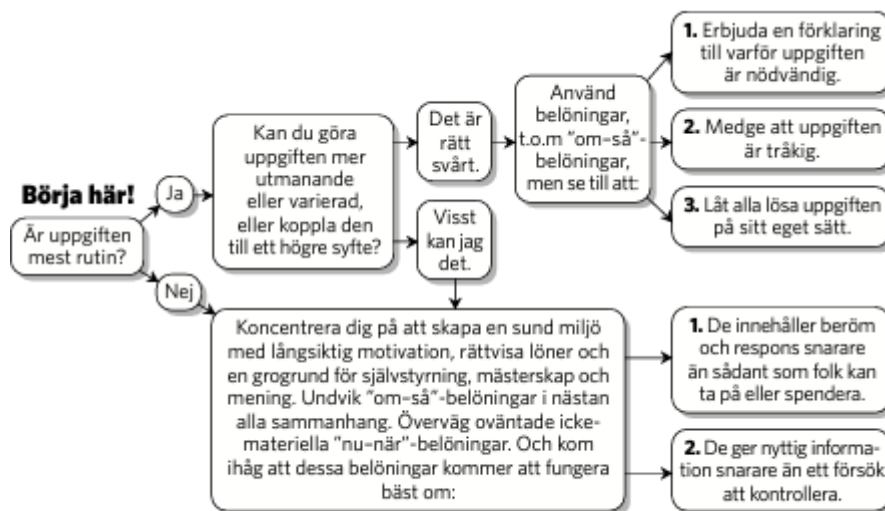 Börja här!
Är uppgiften
mest rutin?
Ja
Nej
Kan du göra
uppgiften mer
utmanande
eller varierad,
eller koppla den
till ett högre syfte?
Det är
rätt
svårt.
Visst
kan jag
det.
Använd
belöningar,
t.o.m "om–så"-
belöningar,
men se till att:
1. Erbjuda en förklaring
till varför uppgiften
är nödvändig.
2. Medge att uppgiften
är tråkig.
3. Låt alla lösa uppgiften
på sitt eget sätt.
Koncentrera dig på att skapa en sund miljö
med långsiktig motivation, rättvisa löner och
en grogrund för självstyrning, mästerskap och
mening. Undvik "om–så"-belöningar i nästan
alla sammanhang. Överväg oväntade icke-
materiella "nu–när"-belöningar. Och kom
ihåg att dessa belöningar kommer att fungera
bäst om:
1. De innehåller beröm
och respons snarare
än sådant som folk kan
ta på eller spendera.
2. De ger nyttig informa-
tion snarare än ett försök
att kontrollera.